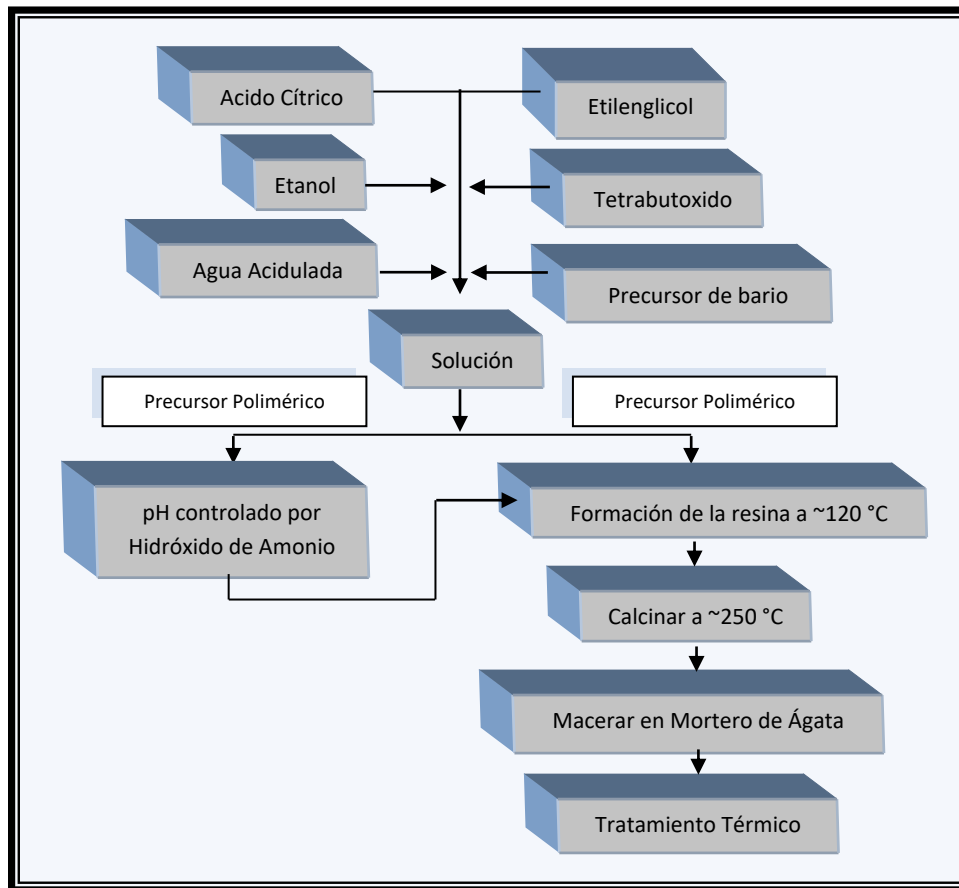 Acido Cítrico
Etilenglicol
Etanol
Tetrabutoxido
Agua Acidulada
Precursor de bario
Solución
Precursor Polimérico
Precursor Polimérico
pH controlado por
Hidróxido de Amonio
Formación de la resina a ~120 °C
Calcinar a ~250 °C
Macerar en Mortero de Ágata
Tratamiento Térmico